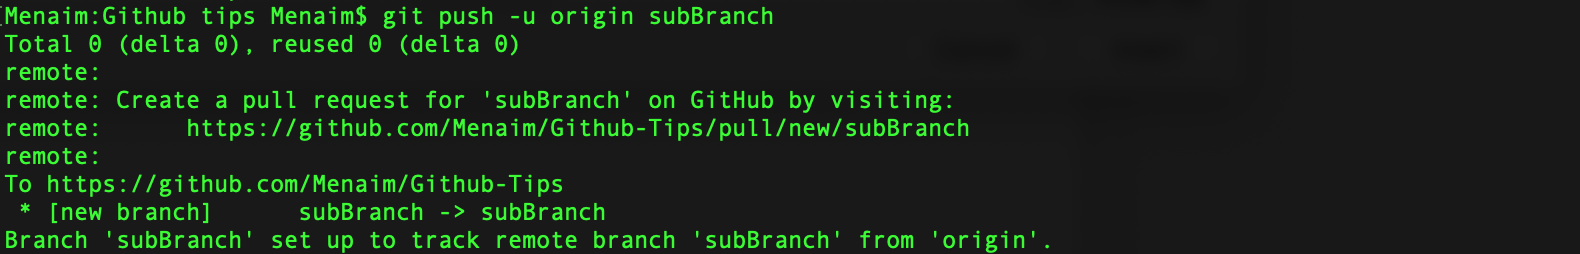 Menaim:Github tips Menaim$ git push -u origin subBranch
Total 0 (delta 0), reused 0 (delta 0)
remote:
remote: Create a pull request for 'subBranch' on GitHub by visiting:
remote:      https://github.com/Menaim/Github-Tips/pull/new/subBranch
remote:
To https://github.com/Menaim/Github-Tips
 * [new branch]      subBranch -> subBranch
Branch 'subBranch' set up to track remote branch 'subBranch' from 'origin'.